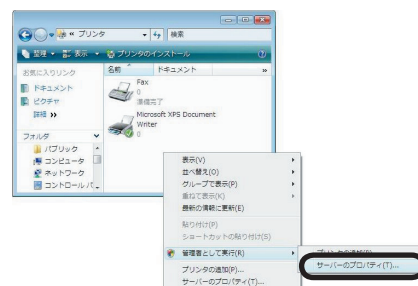 « プリンタ
検索
整理 表示 プリンタのインストール
お気に入りリンク
ドキュメント
ピクチャ
詳細 »
フォルダ
パブリック
コンピュータ
ネットワーク
コントロール パ
名前 ドキュメント »
Fax
0
準備完了
Microsoft XPS Document
Writer
0
表示(V)
並べ替え(O)
グループで表示(P)
重ねて表示(K)
最新の情報に更新(E)
貼り付け(P)
ショートカットの貼り付け(S)
管理者として実行(R)
プリンタの追加(P)...
サーバーのプロパティ(T)...
プリンタの追加(P)...
サーバーのプロパティ(T)...